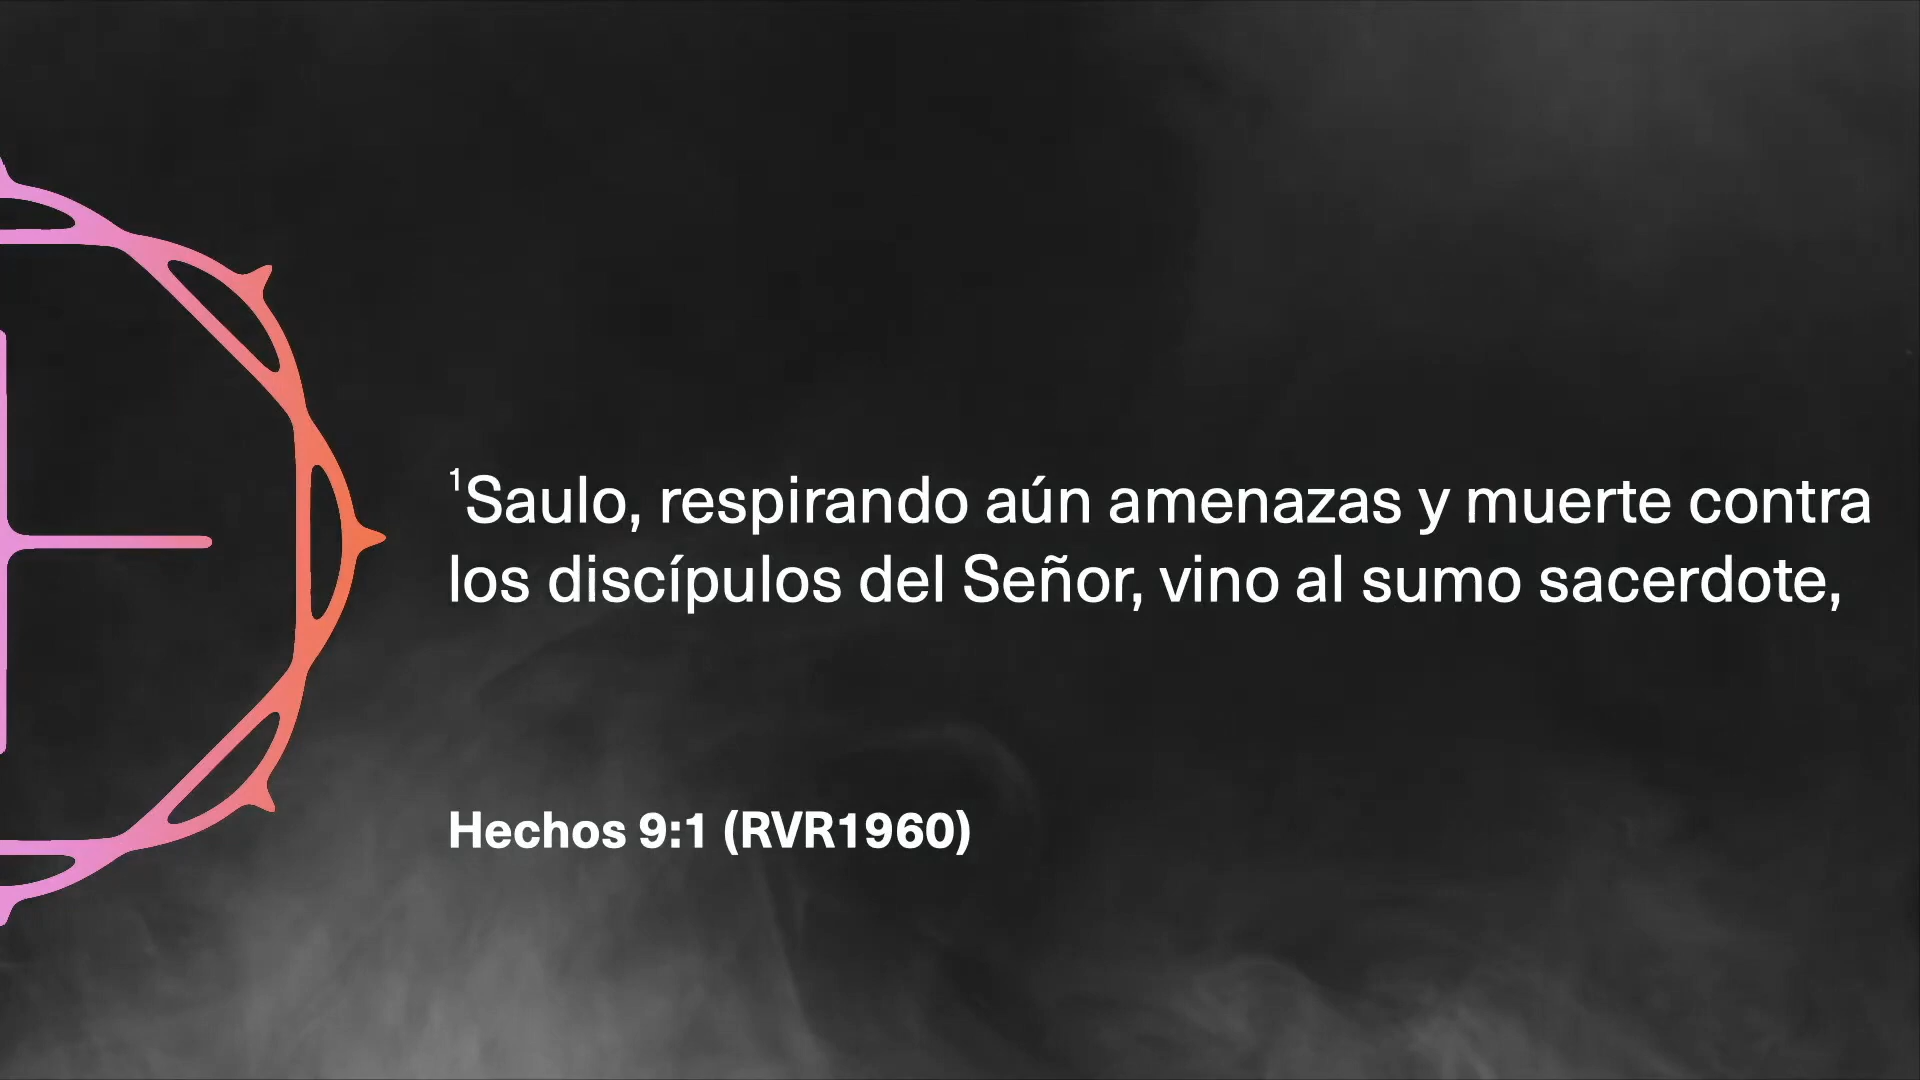 ¹Saulo, respirando aún amenazas y muerte contra
los discípulos del Señor, vino al sumo sacerdote,
Hechos 9:1 (RVR1960)